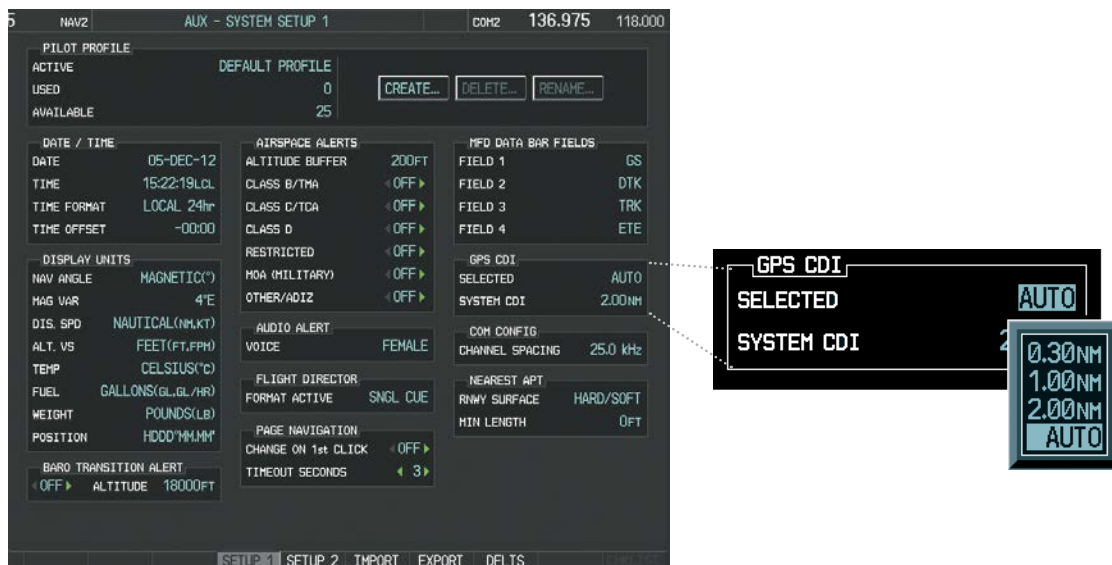 5 NAV2 AUX - SYSTEM SETUP 1 COM2 136.975 118.000
PILOT PROFILE
ACTIVE DEFAULT PROFILE
USED 0
AVAILABLE 25
CREATE... DELETE... RENAME...
DATE / TIME
DATE 05-DEC-12
TIME 15:22:19LCL
TIME FORMAT LOCAL 24hr
TIME OFFSET -00:00
DISPLAY UNITS
NAV ANGLE MAGNETIC(°)
MAG VAR 4°E
DIS, SPD NAUTICAL(NM,KT)
ALT, VS FEET(FT,FPM)
TEMP CELSIUS(°C)
FUEL GALLONS(GL,GL/HR)
WEIGHT POUNDS(LB)
POSITION HDDD°MM.MM'
BARO TRANSITION ALERT
OFF ALTITUDE 18000FT
AIRSPACE ALERTS
ALTITUDE BUFFER 200FT
CLASS B/TMA OFF
CLASS C/TCA OFF
CLASS D OFF
RESTRICTED OFF
MOA (MILITARY) OFF
OTHER/ADIZ OFF
AUDIO ALERT
VOICE FEMALE
FLIGHT DIRECTOR
FORMAT ACTIVE SNGL CUE
PAGE NAVIGATION
CHANGE ON 1st CLICK OFF
TIMEOUT SECONDS 3
MFD DATA BAR FIELDS
FIELD 1 GS
FIELD 2 DTK
FIELD 3 TRK
FIELD 4 ETE
GPS CDI
SELECTED AUTO
SYSTEM CDI 2.00NM
COM CONFIG
CHANNEL SPACING 25.0 kHz
NEAREST APT
RNWY SURFACE HARD/SOFT
MIN LENGTH 0FT
SETUP 1 SETUP 2 IMPORT EXPORT DFLTS
GPS CDI
SELECTED AUTO
SYSTEM CDI 2
0.30NM
1.00NM
2.00NM
AUTO